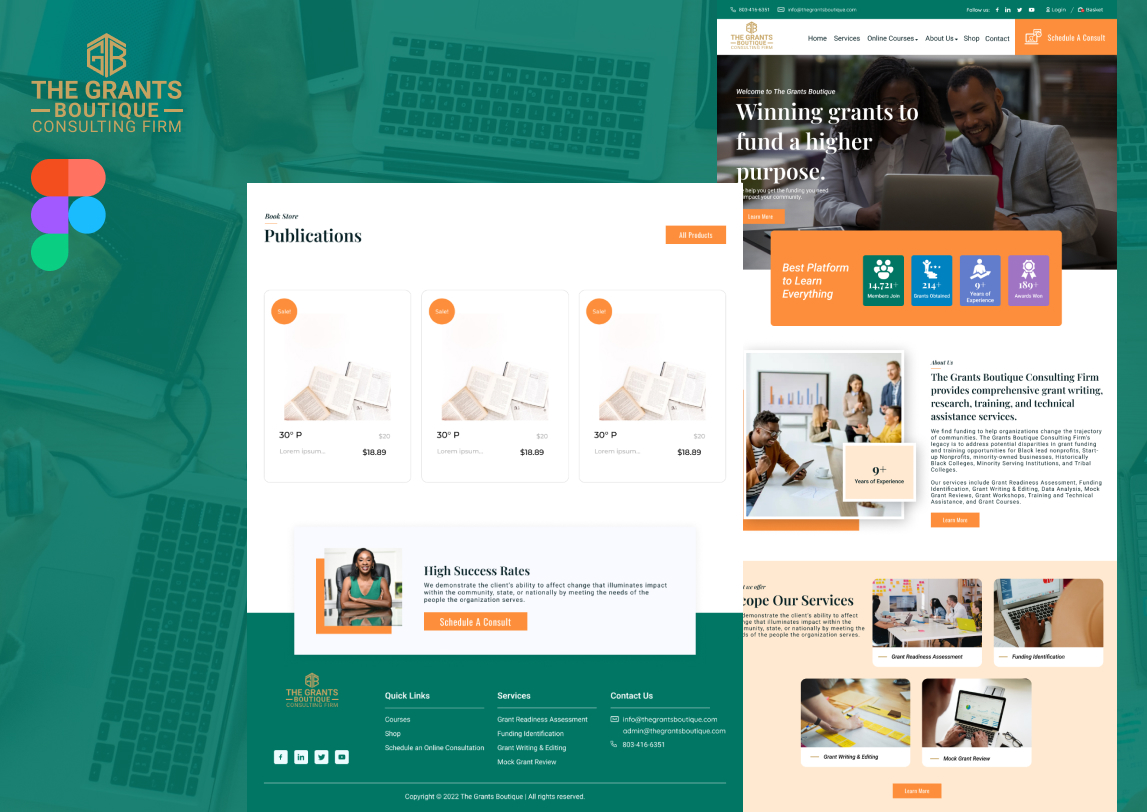 THE GRANTS
BOUTIQUE
CONSULTING FIRM
803-416-6351
info@thegrantsboutique.com
Follow us:
Login / Basket
THE GRANTS
BOUTIQUE
CONSULTING FIRM
Home Services Online Courses About Us Shop Contact
Schedule A Consult
Welcome to The Grants Boutique
Winning grants to
fund a higher
purpose.
help you get the funding you need
impact your community.
Learn More
Best Platform
to Learn
Everything
14,721+
Members Join
214+
Grants Obtained
9+
Years of
Experience
189+
Awards Won
9+
Years of Experience
About Us
The Grants Boutique Consulting Firm
provides comprehensive grant writing,
research, training, and technical
assistance services.
We find funding to help organizations change the trajectory
of communities. The Grants Boutique Consulting Firm's
legacy is to address potential disparities in grant funding
and training opportunities for Black lead nonprofits, Start-
up Nonprofits, minority-owned businesses, Historically
Black Colleges, Minority Serving Institutions, and Tribal
Colleges.
Our services include Grant Readiness Assessment, Funding
Identification, Grant Writing & Editing, Data Analysis, Mock
Grant Reviews, Grant Workshops, Training and Technical
Assistance, and Grant Courses.
Learn More
we offer
cope Our Services
demonstrate the client's ability to affect
nge that illuminates impact within the
munity, state, or nationally by meeting the
ds of the people the organization serves.
Grant Readiness Assessment
Funding Identification
Grant Writing & Editing
Mock Grant Review
Learn More
Book Store
Publications
All Products
Sale!
30° P
$20
Lorem ipsum...
$18.89
Sale!
30° P
$20
Lorem ipsum...
$18.89
Sale!
30° P
$20
Lorem ipsum...
$18.89
High Success Rates
We demonstrate the client's ability to affect change that illuminates impact
within the community, state, or nationally by meeting the needs of the
people the organization serves.
Schedule A Consult
THE GRANTS
BOUTIQUE
CONSULTING FIRM
Quick Links
Courses
Shop
Schedule an Online Consultation
Services
Grant Readiness Assessment
Funding Identification
Grant Writing & Editing
Mock Grant Review
Contact Us
info@thegrantsboutique.com
admin@thegrantsboutique.com
803-416-6351
Copyright © 2022 The Grants Boutique | All rights reserved.